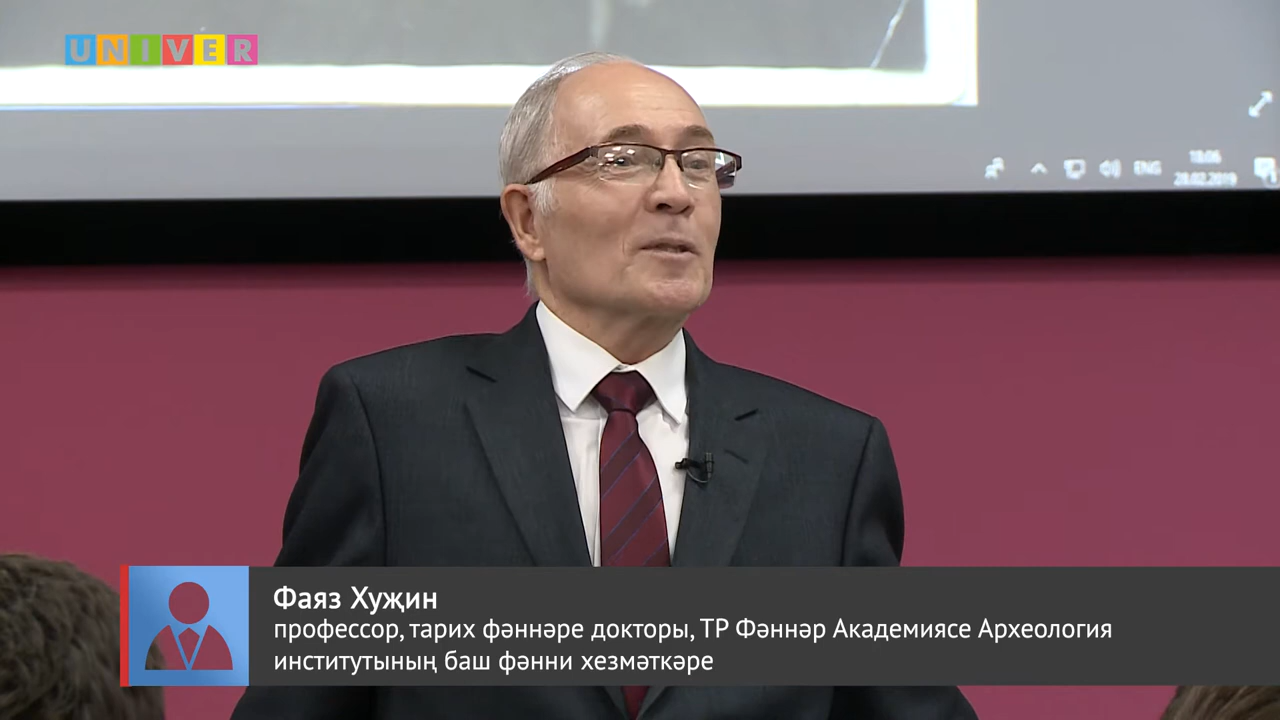 UNIVER
ENG
18:06
28.02.2019
Фаяз Хуҗин
профессор, тарих фәннәре докторы, ТР Фәннәр Академиясе Археология
институтының баш фәнни хезмәткәре